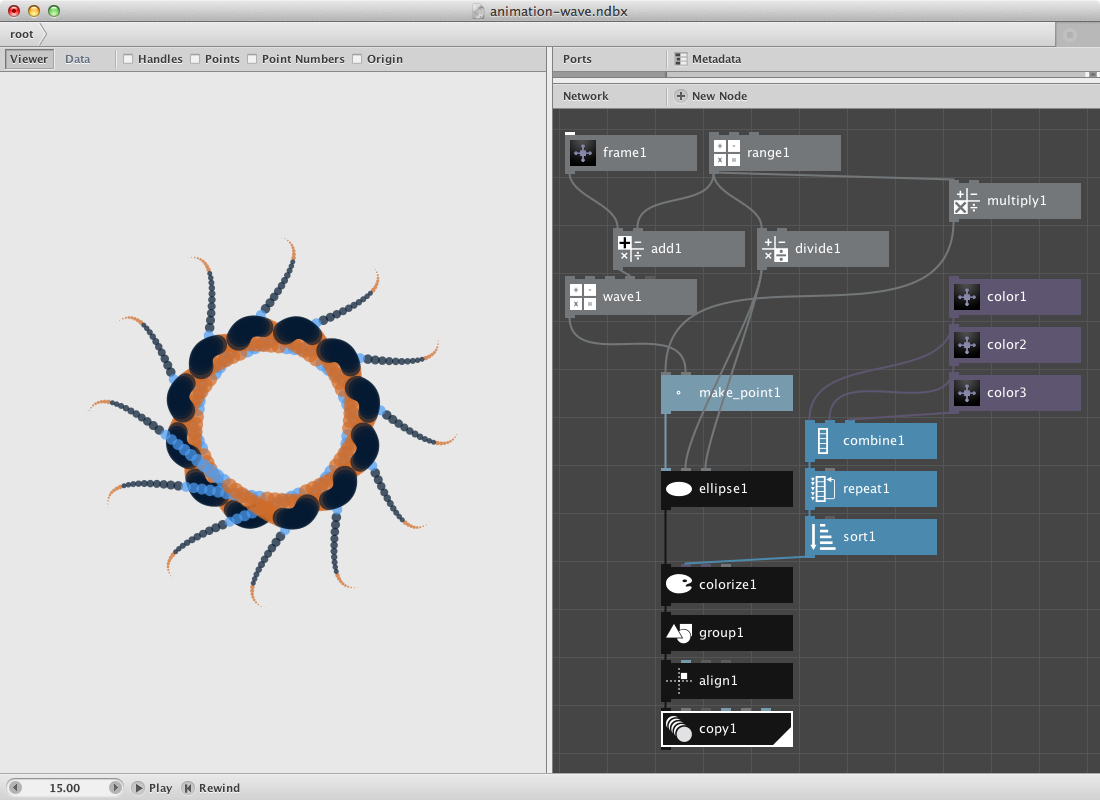 animation-wave.ndbx
root
Viewer Data Handles Points Point Numbers Origin
Ports Metadata
Network New Node
frame1 range1
multiply1
add1 divide1
wave1 color1
color2
make_point1 color3
combine1
ellipse1 repeat1
sort1
colorize1
group1
align1
copy1
15.00 Play Rewind